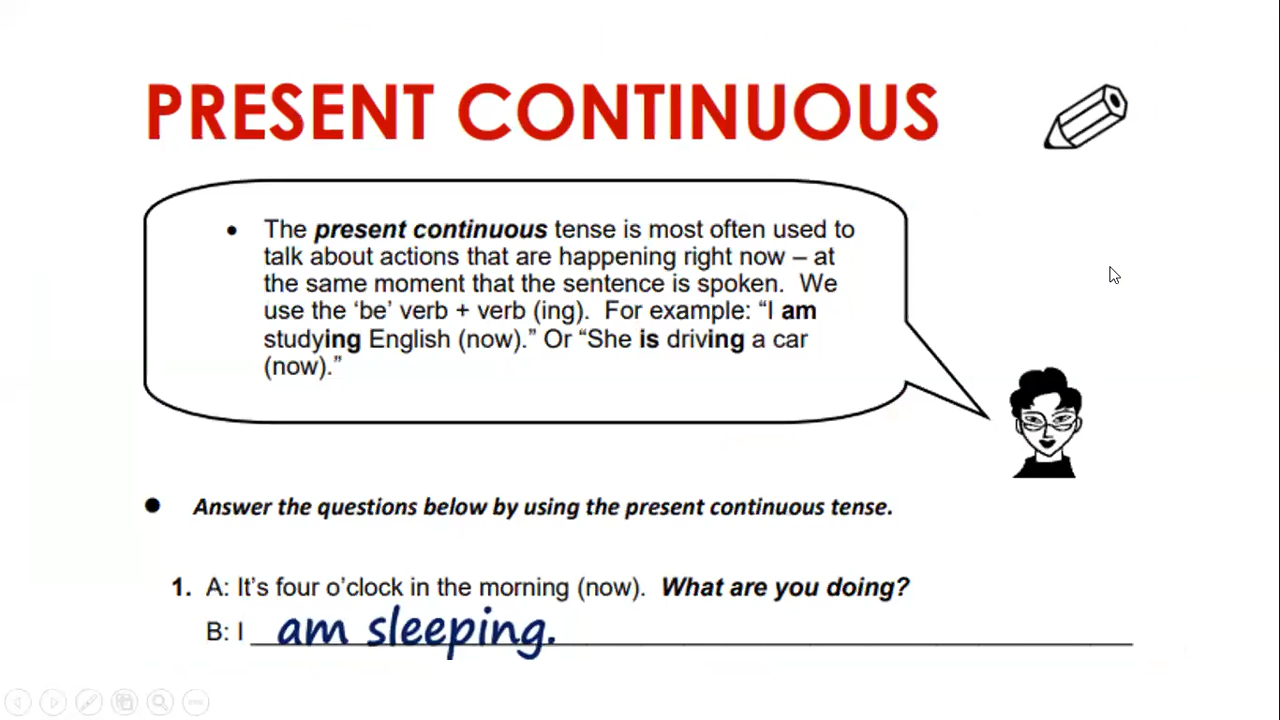 PRESENT CONTINUOUS
• The present continuous tense is most often used to
talk about actions that are happening right now – at
the same moment that the sentence is spoken.  We
use the ‘be’ verb + verb (ing).  For example: “I am
studying English (now).” Or “She is driving a car
(now).”
● Answer the questions below by using the present continuous tense.
1. A: It’s four o’clock in the morning (now).  What are you doing?
B: I am sleeping.